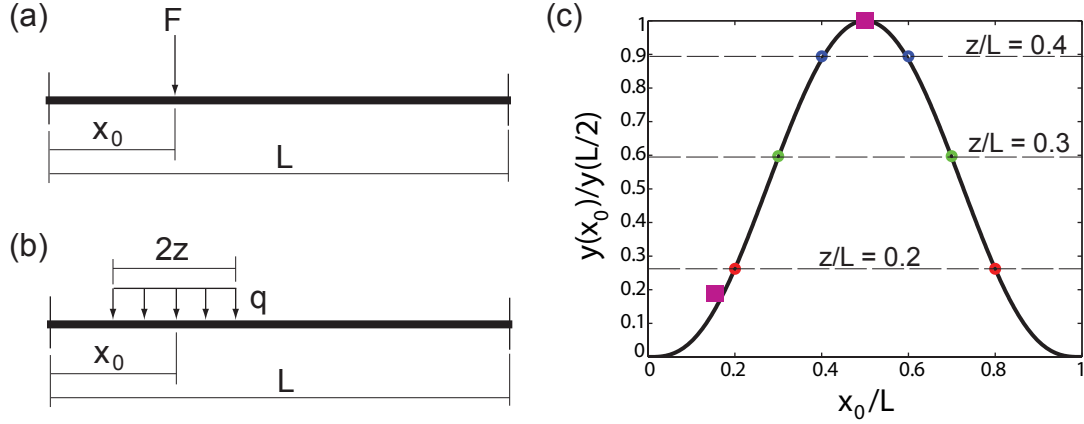 (a)
F
x₀
L
(b)
2z
q
x₀
L
(c)
y(x₀)/y(L/2)
1
0.9
0.8
0.7
0.6
0.5
0.4
0.3
0.2
0.1
0
z/L = 0.4
z/L = 0.3
z/L = 0.2
0 0.2 0.4 0.6 0.8 1
x₀/L